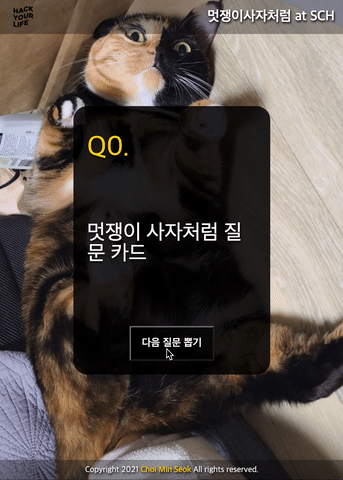 HACK
YOUR
LIFE
멋쟁이사자처럼 at SCH
Q0.
멋쟁이 사자처럼 질
문 카드
다음 질문 뽑기
Copyright 2021 Choi Min Seok All rights reserved.